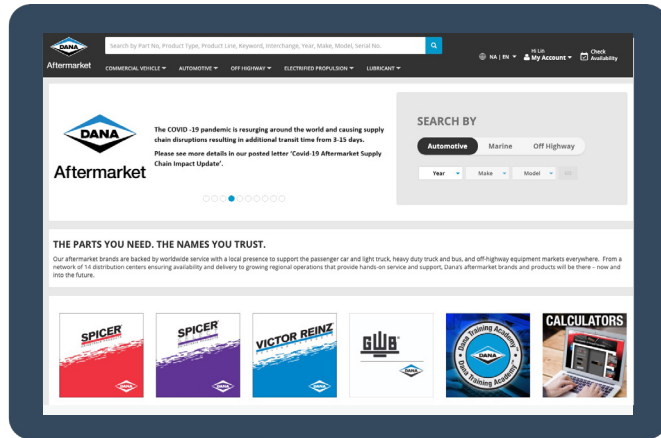 DANA
Aftermarket
Search by Part No, Product Type, Product Line, Keyword, Interchange, Year, Make, Model, Serial No.
NA | EN
Hi Lin
My Account
Check
Availability
COMMERCIAL VEHICLE AUTOMOTIVE OFF HIGHWAY ELECTRIFIED PROPULSION LUBRICANT
DANA
Aftermarket
The COVID -19 pandemic is resurging around the world and causing supply
chain disruptions resulting in additional transit time from 3-15 days.
Please see more details in our posted letter 'Covid-19 Aftermarket Supply
Chain Impact Update'.
SEARCH BY
Automotive Marine Off Highway
Year Make Model
THE PARTS YOU NEED. THE NAMES YOU TRUST.
Our aftermarket brands are backed by worldwide service with a local presence to support the passenger car and light truck, heavy duty truck and bus, and off-highway equipment markets everywhere. From a
network of 14 distribution centers ensuring availability and delivery to growing regional operations that provide hands-on service and support, Dana's aftermarket brands and products will be there – now and
into the future.
SPICER
DANA
SPICER
DANA
VICTOR REINZ
DANA
GWB
DANA
Dana Training Academy
DANA
Dana Training Academy
CALCULATORS